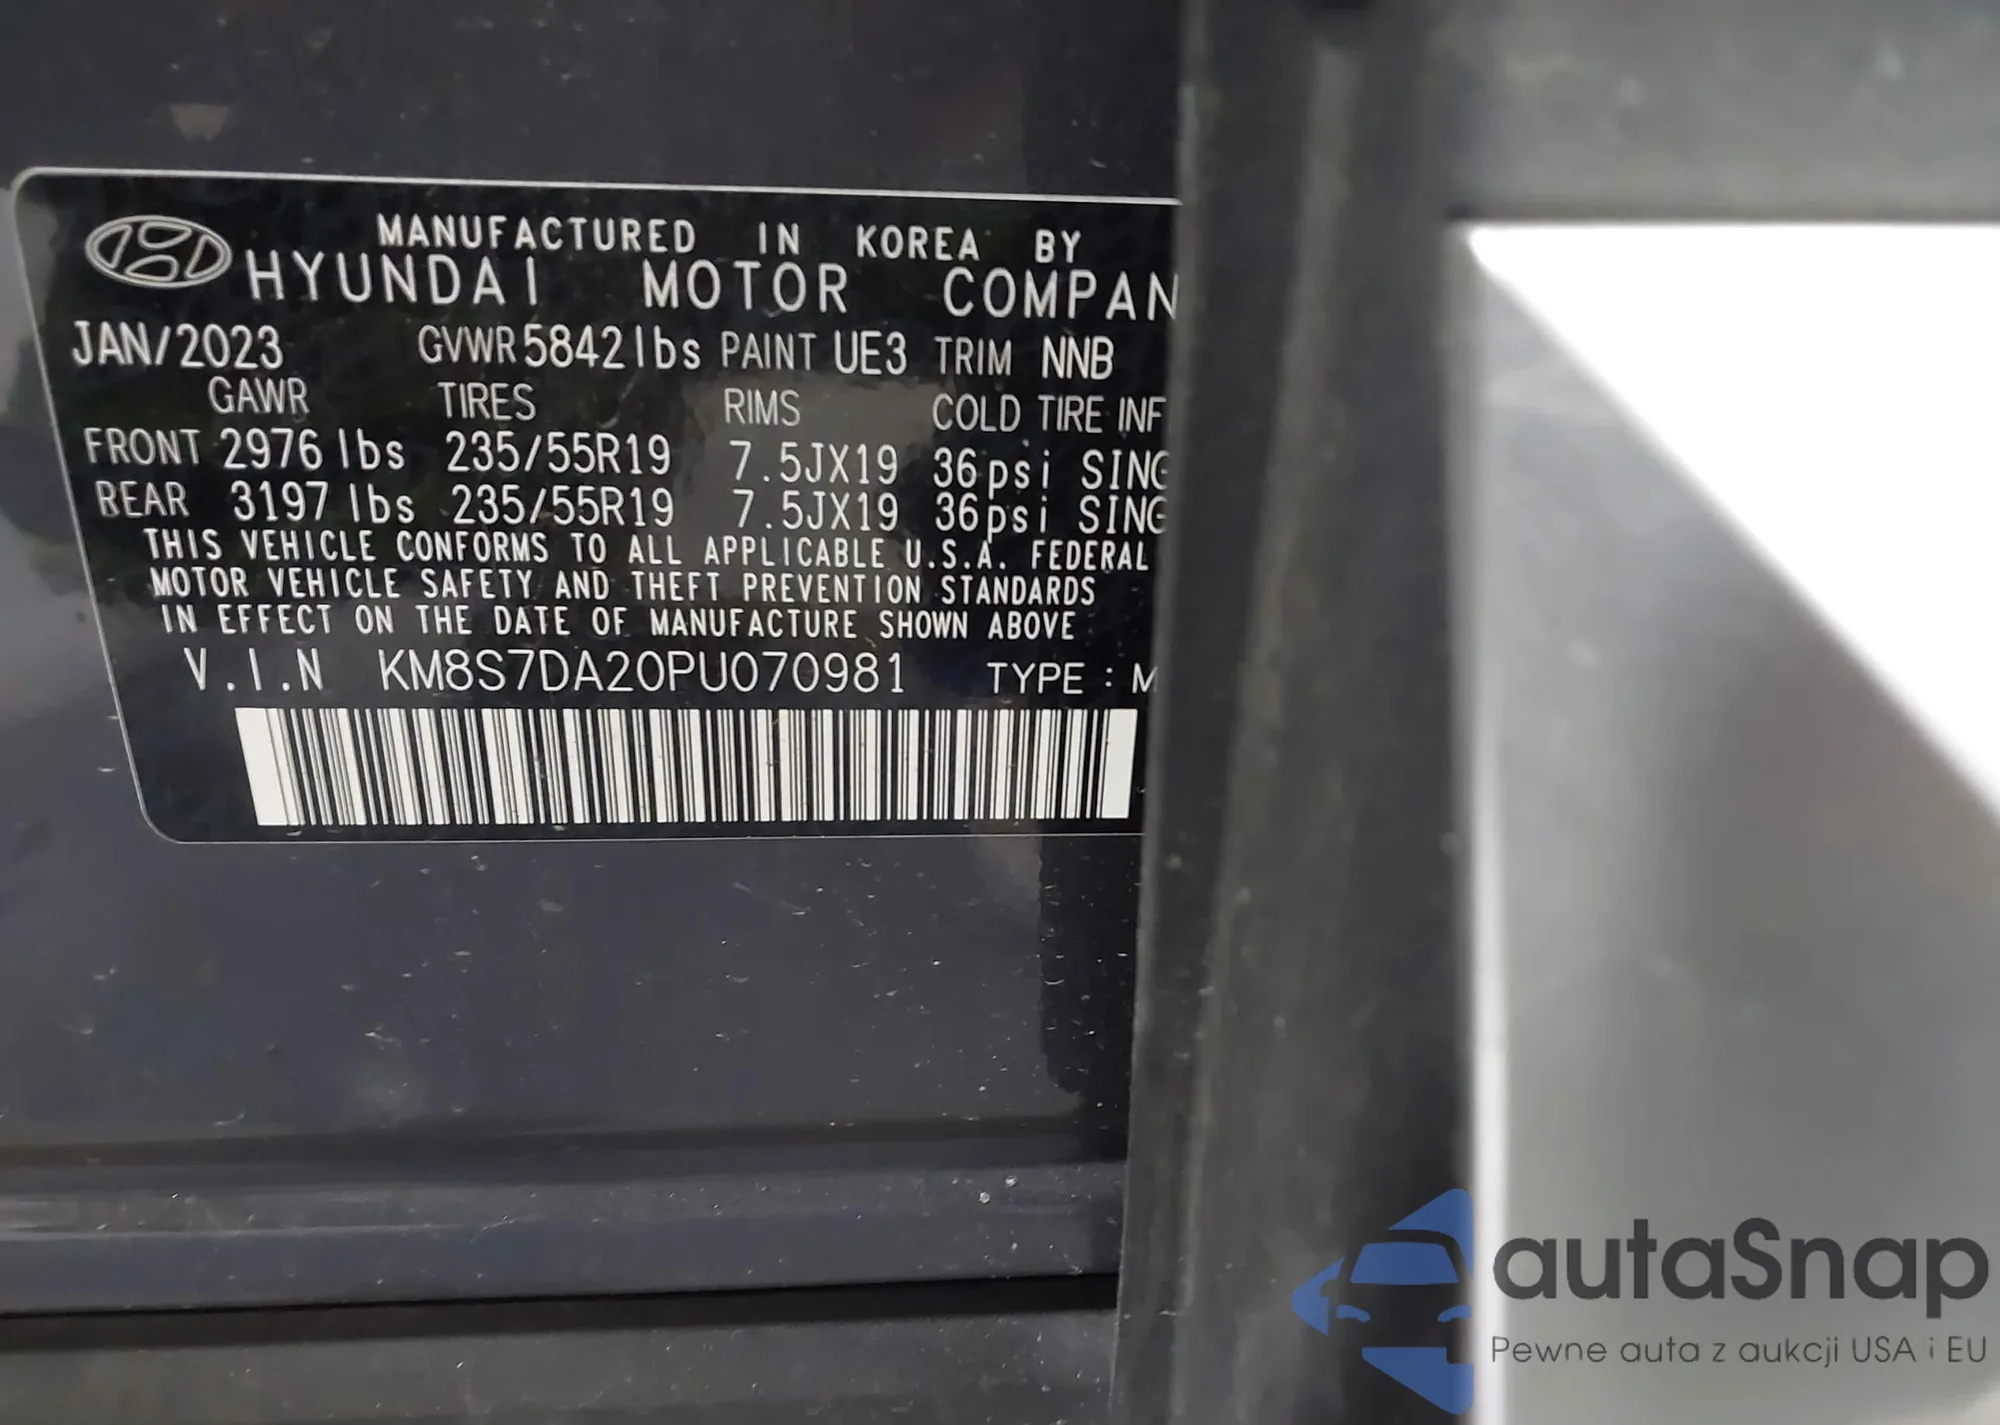 MANUFACTURED IN KOREA BY
HYUNDAI MOTOR COMPAN
JAN/2023 GVWR 5842lbs PAINT UE3 TRIM NNB
GAWR TIRES RIMS COLD TIRE INF
FRONT 2976 lbs 235/55R19 7.5JX19 36psi SING
REAR 3197 lbs 235/55R19 7.5JX19 36psi SING
THIS VEHICLE CONFORMS TO ALL APPLICABLE U.S.A. FEDERAL
MOTOR VEHICLE SAFETY AND THEFT PREVENTION STANDARDS
IN EFFECT ON THE DATE OF MANUFACTURE SHOWN ABOVE
V.I.N KM8S7DA20PU070981 TYPE : M
autaSnap
Pewne auta z aukcji USA i EU